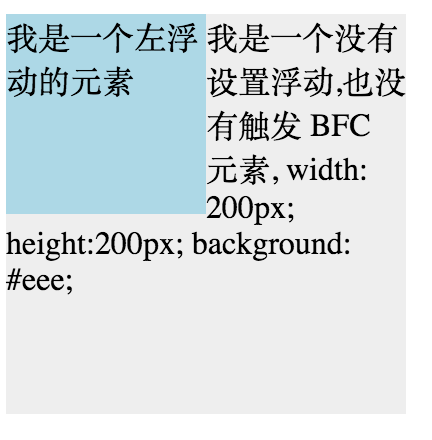 我是一个左浮
动的元素
我是一个没有
设置浮动,也没
有触发 BFC
元素, width:
200px;
height:200px; background:
#eee;